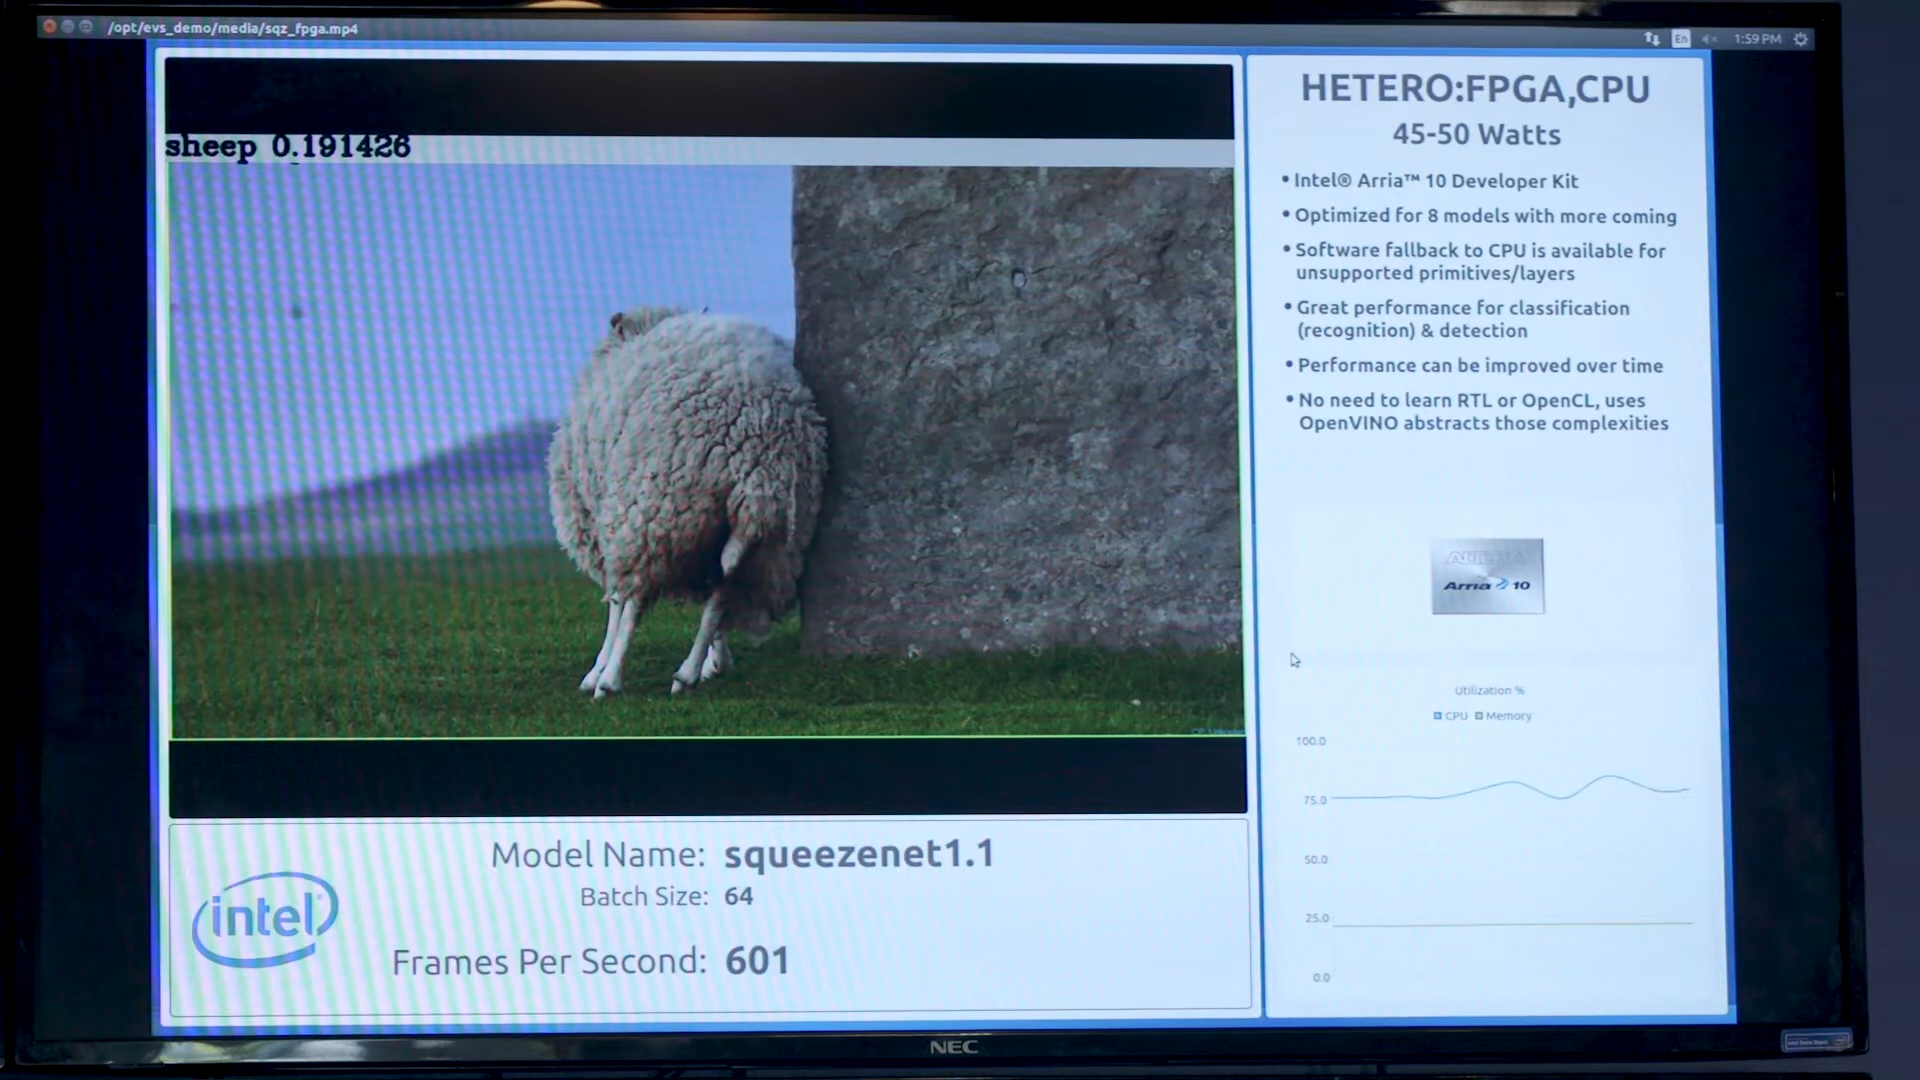 /opt/evs_demo/media/sqz_fpga.mp4
En
1:59 PM
sheep 0.191426
HETERO:FPGA,CPU
45-50 Watts
• Intel® Arria™ 10 Developer Kit
• Optimized for 8 models with more coming
• Software fallback to CPU is available for
unsupported primitives/layers
• Great performance for classification
(recognition) & detection
• Performance can be improved over time
• No need to learn RTL or OpenCL, uses
OpenVINO abstracts those complexities
ALTERA
Arria 10
Utilization %
CPU Memory
100.0
75.0
50.0
25.0
0.0
intel®
Model Name: squeezenet1.1
Batch Size: 64
Frames Per Second: 601
NEC